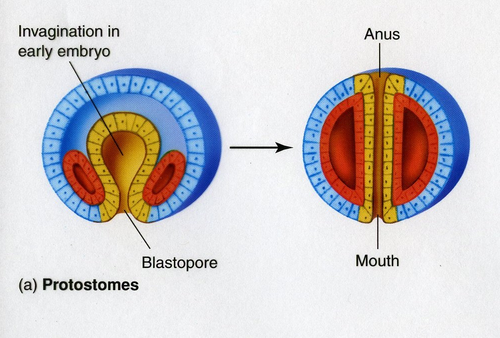 Invagination in
early embryo
Anus
Blastopore
Mouth
(a) Protostomes